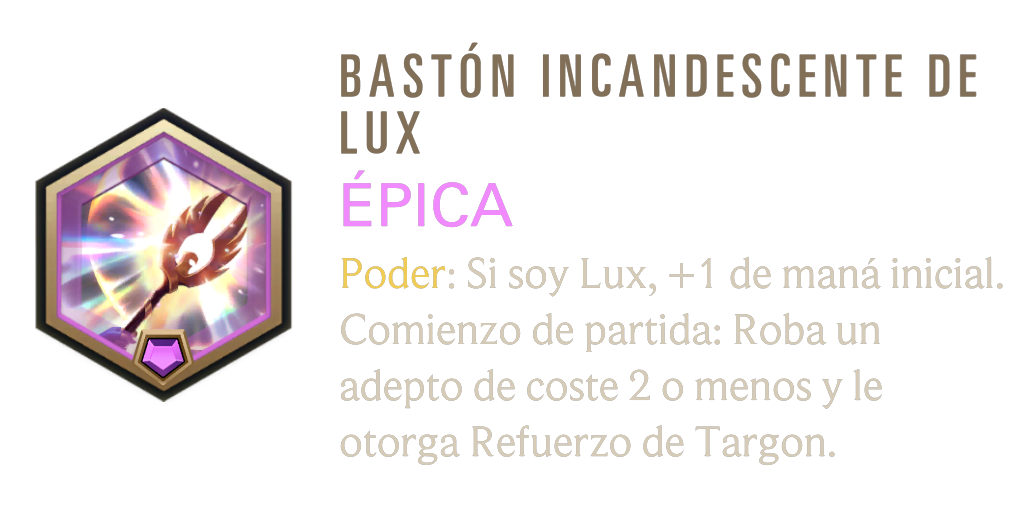 BASTÓN INCANDESCENTE DE
LUX
ÉPICA
Poder: Si soy Lux, +1 de maná inicial.
Comienzo de partida: Roba un
adepto de coste 2 o menos y le
otorga Refuerzo de Targon.